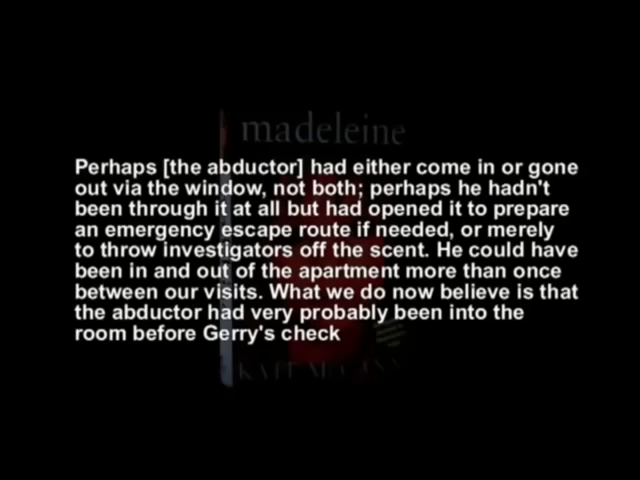 madeleine
Perhaps [the abductor] had either come in or gone
out via the window, not both; perhaps he hadn't
been through it at all but had opened it to prepare
an emergency escape route if needed, or merely
to throw investigators off the scent. He could have
been in and out of the apartment more than once
between our visits. What we do now believe is that
the abductor had very probably been into the
room before Gerry's check